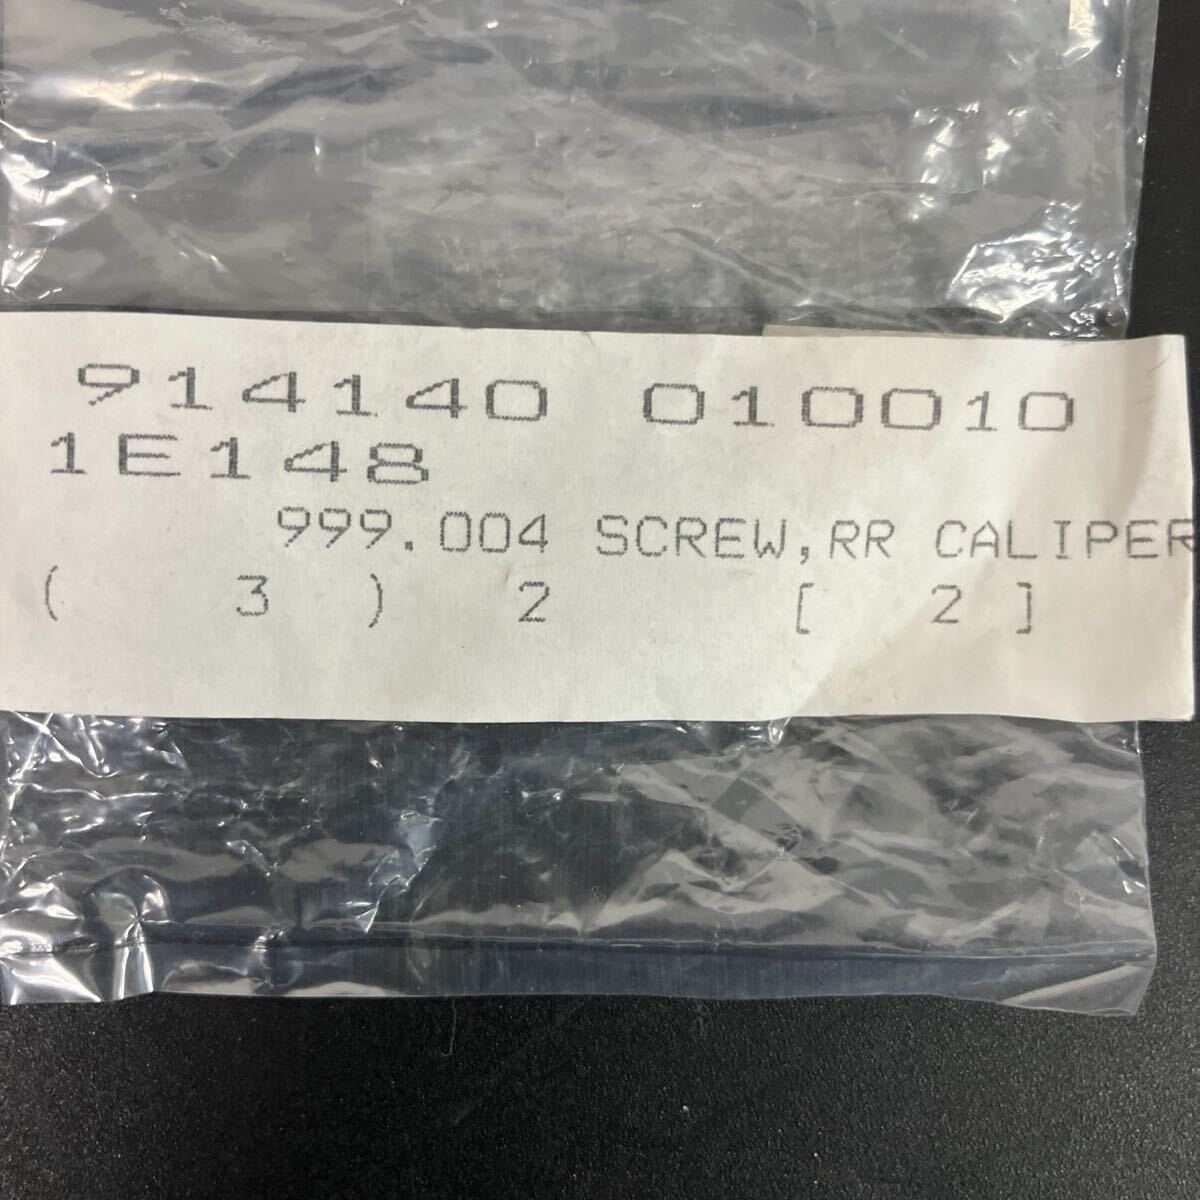 914140 010010
1E148
999.004 SCREW,RR CALIPER
( 3 ) 2 [ 2 ]